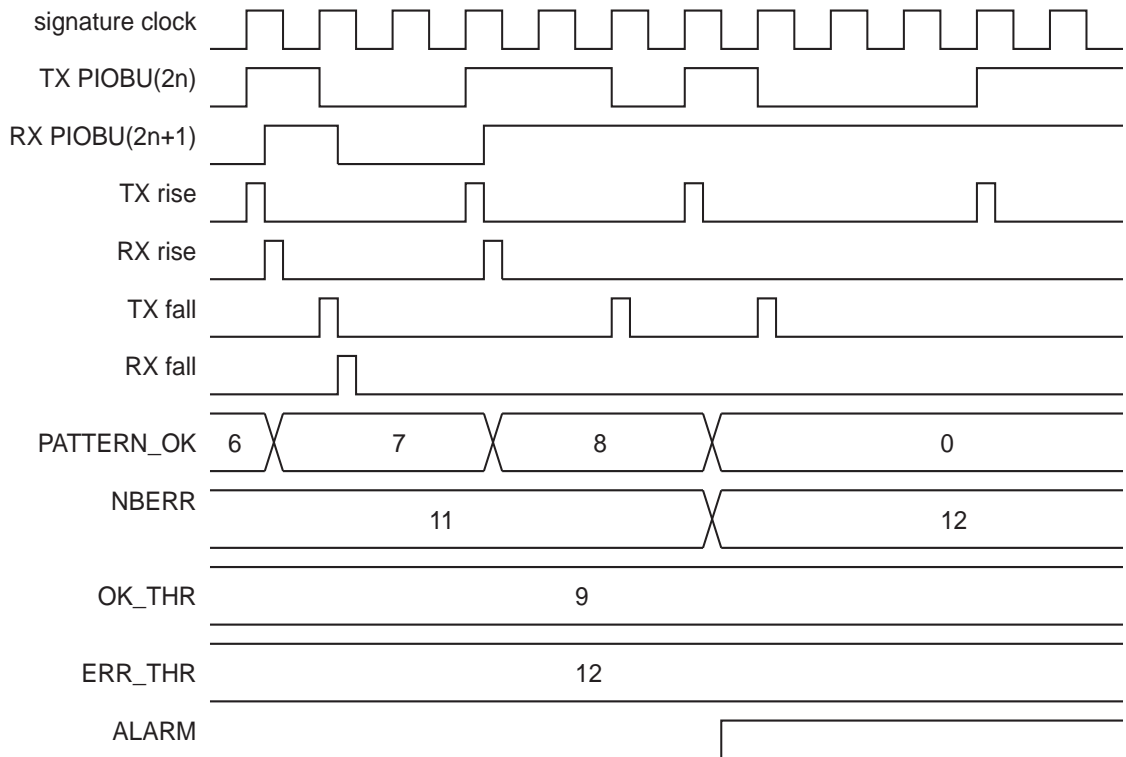 signature clock
TX PIOBU(2n)
RX PIOBU(2n+1)
TX rise
RX rise
TX fall
RX fall
PATTERN_OK 6 7 8 0
NBERR 11 12
OK_THR 9
ERR_THR 12
ALARM